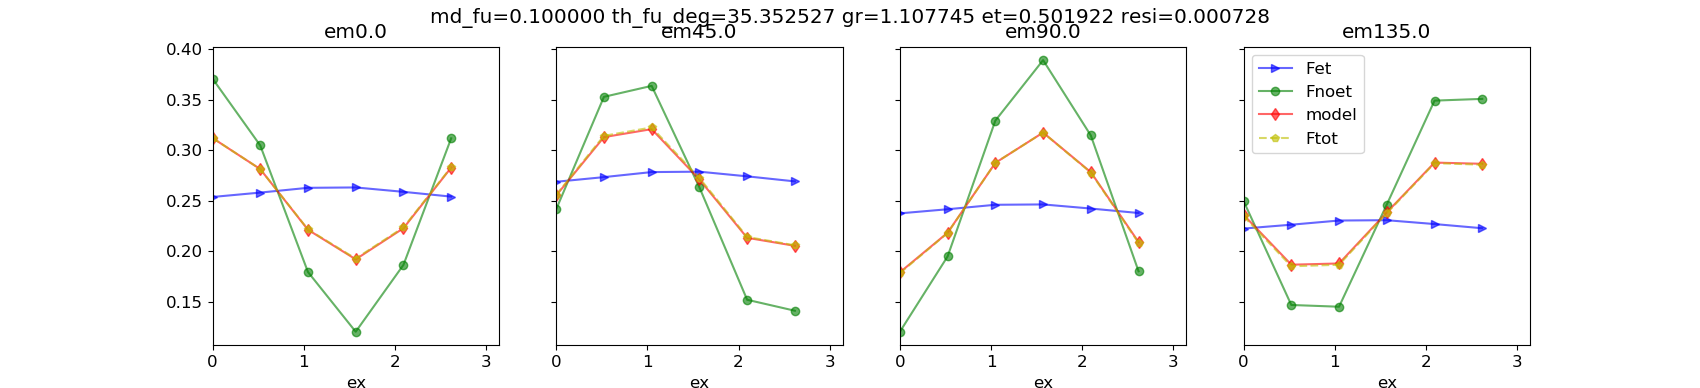 md_fu=0.100000 th_fu_deg=35.352527 gr=1.107745 et=0.501922 resi=0.000728
em0.0 em45.0 em90.0 em135.0
0.40
0.35
0.30
0.25
0.20
0.15
Fet
Fnoet
model
Ftot
0 1 2 3 0 1 2 3 0 1 2 3 0 1 2 3
ex ex ex ex